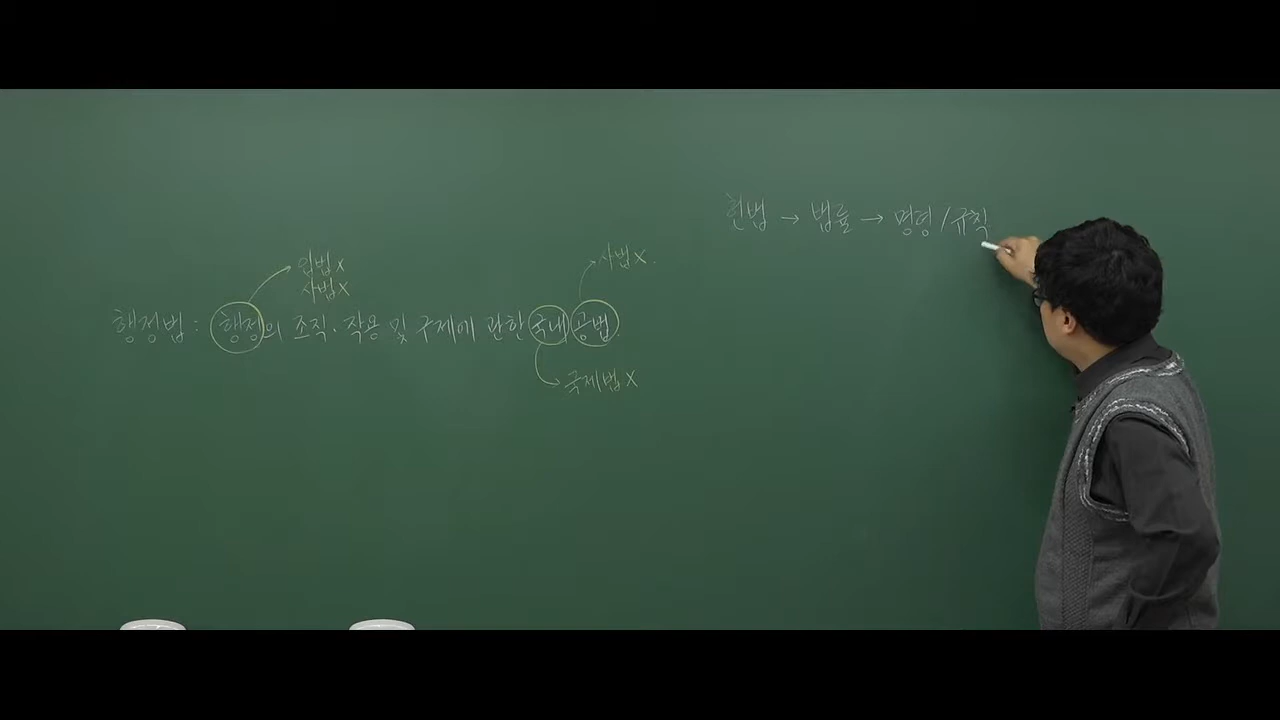 입법x
사법x
사법x.
행정법 : 행정의 조직·작용 및 구제에 관한 국내 공법.
국제법x
헌법 → 법률 → 명령/규칙